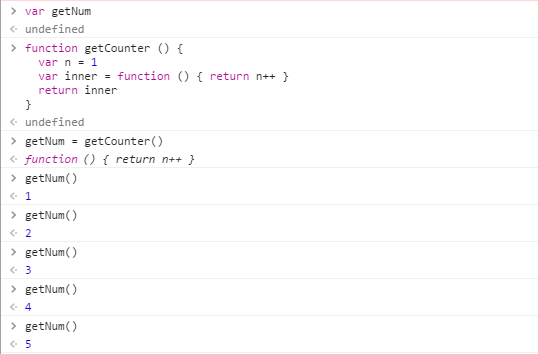 > var getNum
<· undefined
> function getCounter () {
    var n = 1
    var inner = function () { return n++ }
    return inner
  }
<· undefined
> getNum = getCounter()
<· function () { return n++ }
> getNum()
<· 1
> getNum()
<· 2
> getNum()
<· 3
> getNum()
<· 4
> getNum()
<· 5